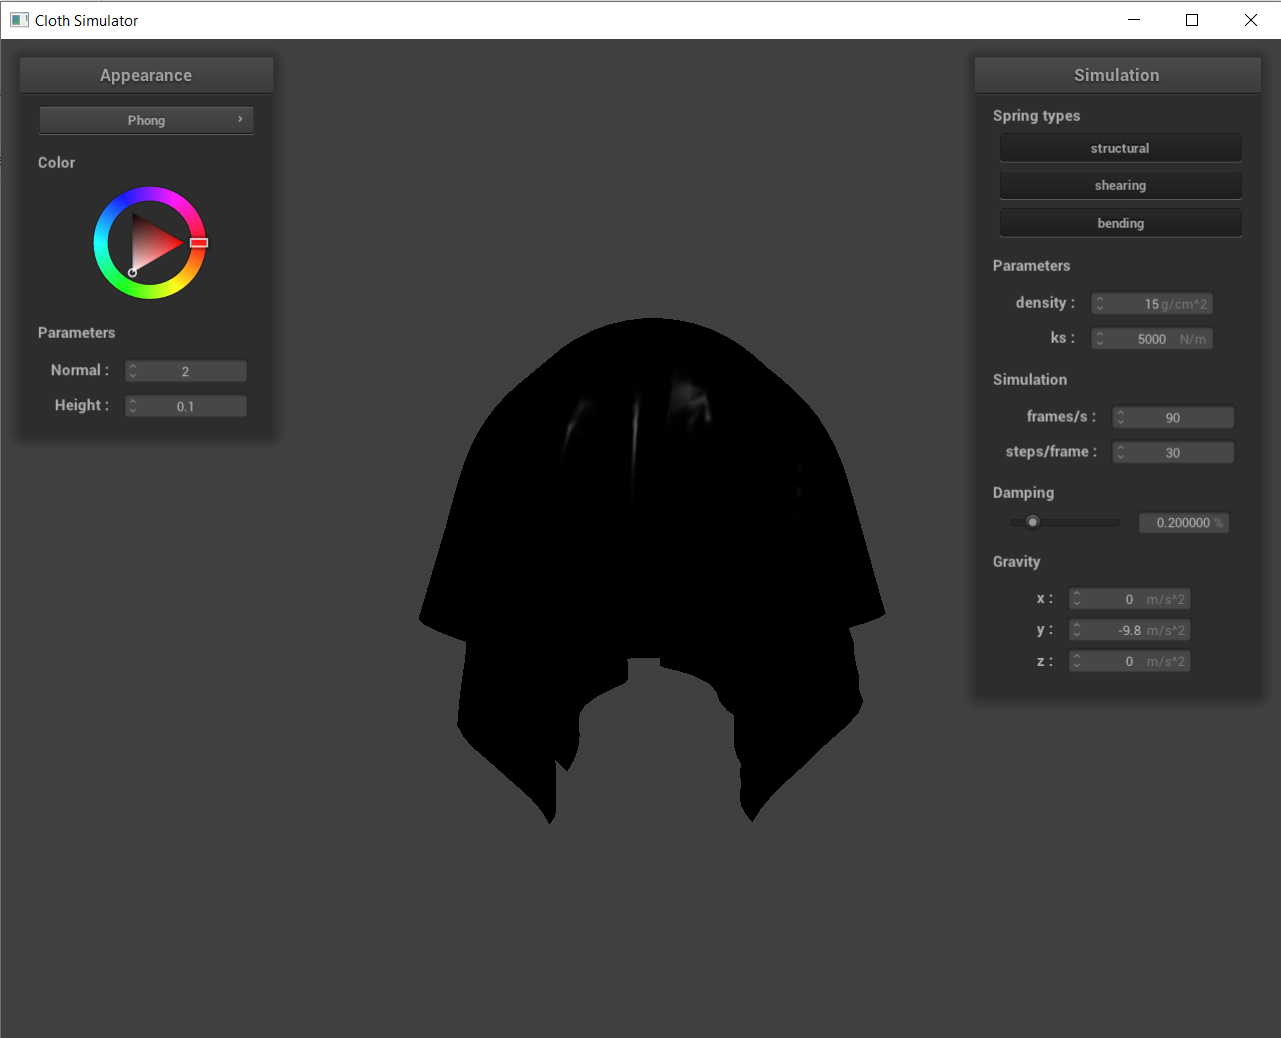 Cloth Simulator
Appearance
Phong
Color
Parameters
Normal : 2
Height : 0.1
Simulation
Spring types
structural
shearing
bending
Parameters
density : 15 g/cm^2
ks : 5000 N/m
Simulation
frames/s : 90
steps/frame : 30
Damping
0.200000 %
Gravity
x : 0 m/s^2
y : -9.8 m/s^2
z : 0 m/s^2